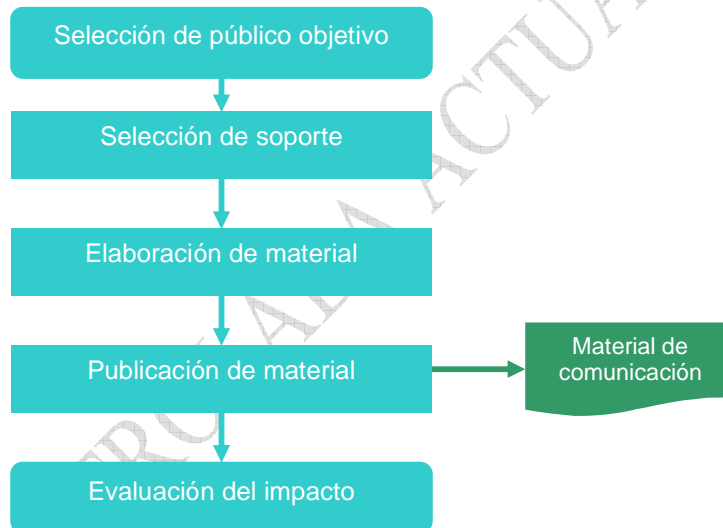 Selección de público objetivo
Selección de soporte
Elaboración de material
Publicación de material
Material de
comunicación
Evaluación del impacto